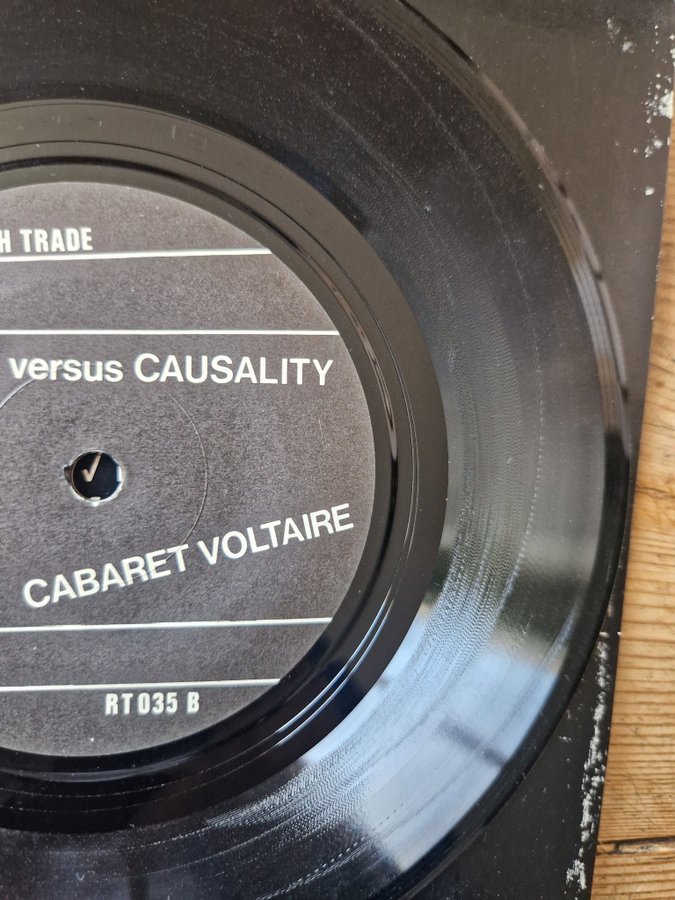 H TRADE
versus CAUSALITY
CABARET VOLTAIRE
RT 035 B